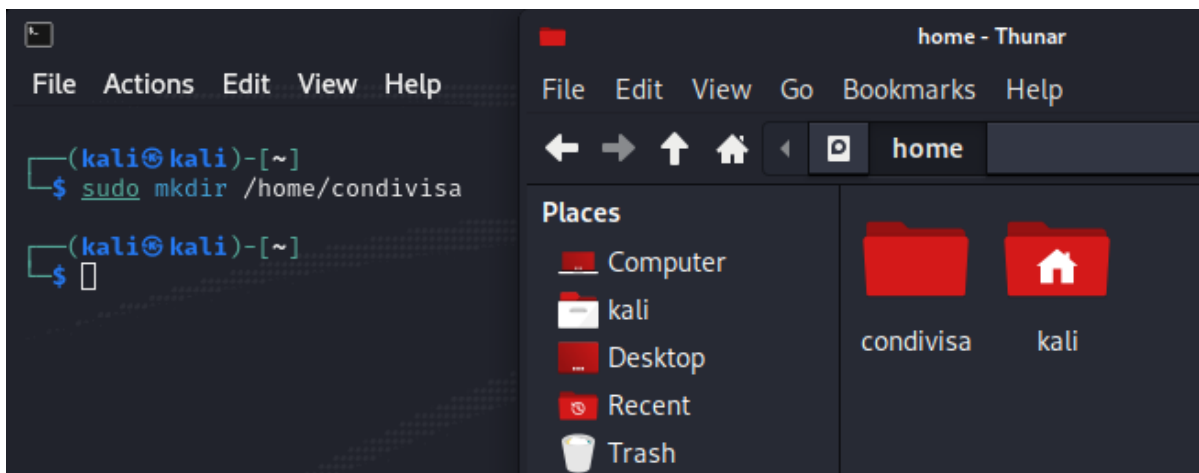 File Actions Edit View Help
┌──(kali㉿kali)-[~]
└─$ sudo mkdir /home/condivisa
┌──(kali㉿kali)-[~]
└─$
home - Thunar
File Edit View Go Bookmarks Help
home
Places
Computer
kali
Desktop
Recent
Trash
condivisa kali